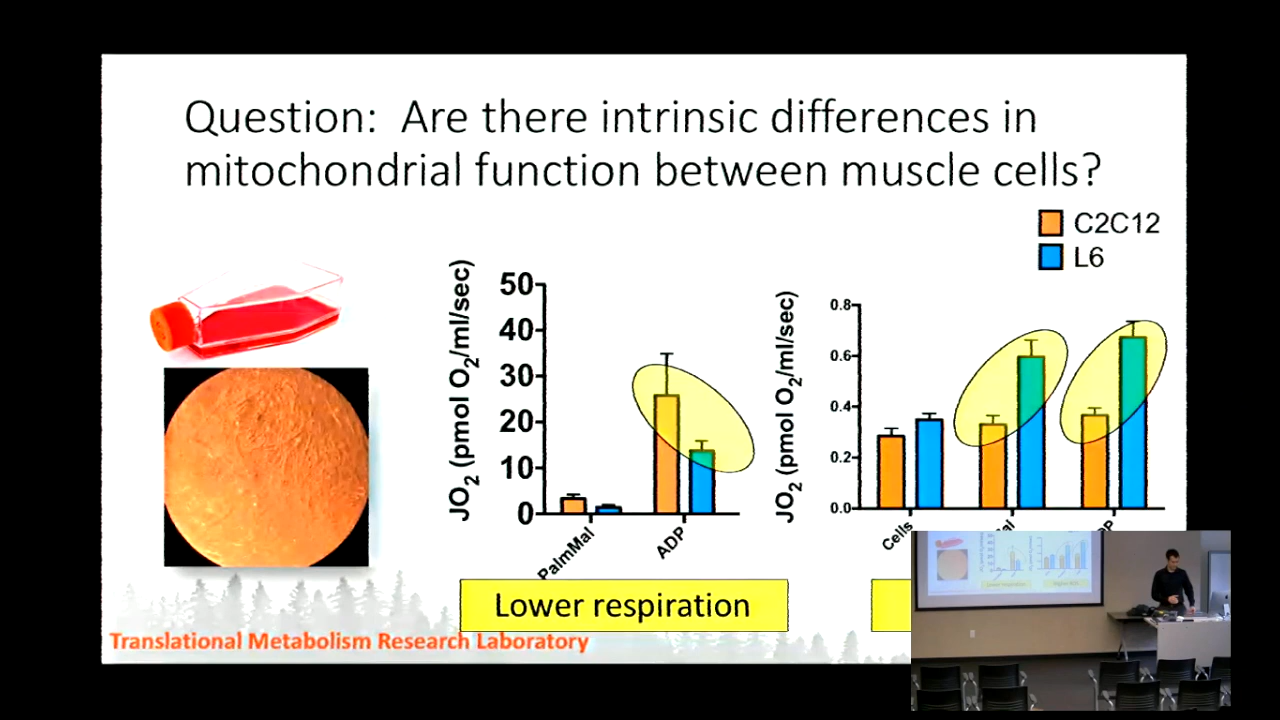 Question: Are there intrinsic differences in
mitochondrial function between muscle cells?
C2C12
L6
JO2 (pmol O2/ml/sec)
50
40
30
20
10
0
PalmMal
ADP
JO2 (pmol O2/ml/sec)
0.8
0.6
0.4
0.2
0.0
Cells
Lower respiration
Translational Metabolism Research Laboratory